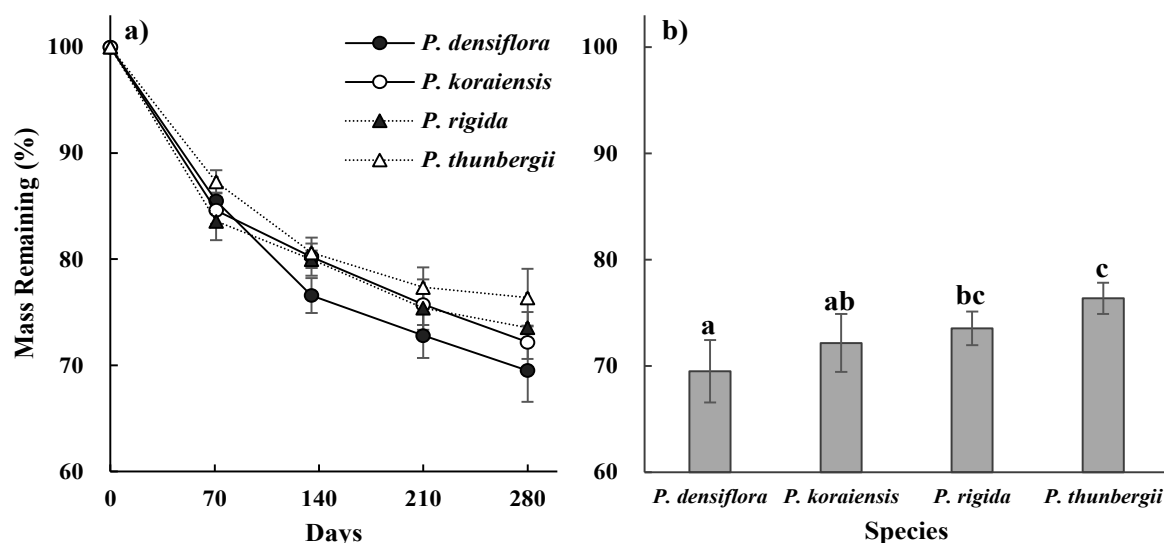 a)
P. densiflora
P. koraiensis
P. rigida
P. thunbergii
Mass Remaining (%)
100
90
80
70
60
0 70 140 210 280
Days
b)
100
90
80
70
60
a ab bc c
P. densiflora P. koraiensis P. rigida P. thunbergii
Species